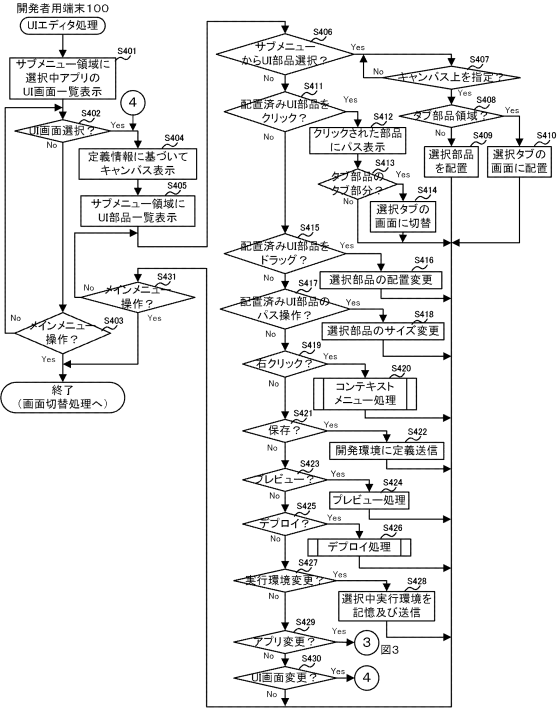 開発者用端末100
UIエディタ処理
S401
サブメニュー領域に
選択中アプリの
UI画面一覧表示
S402
UI画面選択?
Yes
No
4
S404
定義情報に基づいて
キャンバス表示
S405
サブメニュー領域に
UI部品一覧表示
S431
メインメニュー
操作?
No
Yes
S403
メインメニュー
操作?
No
Yes
終了
(画面切替処理へ)
S406
サブメニュー
からUI部品選択?
Yes
No
S407
キャンバス上を指定?
No
Yes
S408
タブ部品領域?
No
Yes
S409
選択部品
を配置
S410
選択タブの
画面に配置
S411
配置済みUI部品を
クリック?
Yes
No
S412
クリックされた部品
にパス表示
S413
タブ部品の
タブ部分?
Yes
No
S414
選択タブの
画面に切替
S415
配置済みUI部品を
ドラッグ?
Yes
No
S416
選択部品の配置変更
S417
配置済みUI部品の
パス操作?
Yes
No
S418
選択部品のサイズ変更
S419
右クリック?
Yes
No
S420
コンテキスト
メニュー処理
S421
保存?
Yes
No
S422
開発環境に定義送信
S423
プレビュー?
Yes
No
S424
プレビュー処理
S425
デプロイ?
Yes
No
S426
デプロイ処理
S427
実行環境変更?
Yes
No
S428
選択中実行環境を
記憶及び送信
S429
アプリ変更?
Yes
No
3
図3
S430
UI画面変更?
Yes
No
4